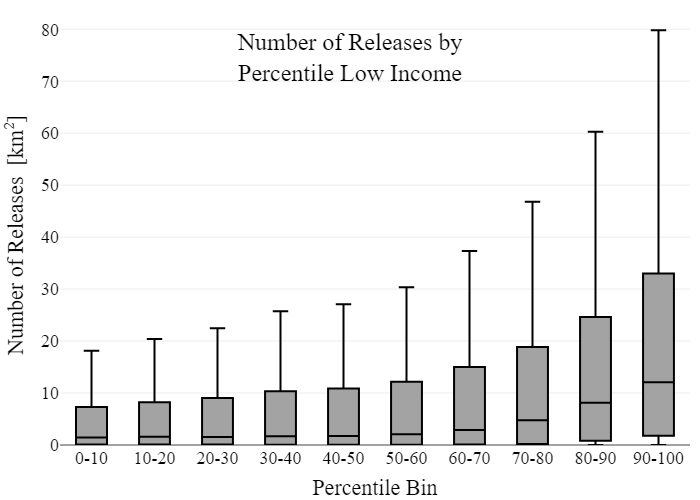 Number of Releases by
Percentile Low Income
Number of Releases [km²]
80
70
60
50
40
30
20
10
0
0-10 10-20 20-30 30-40 40-50 50-60 60-70 70-80 80-90 90-100
Percentile Bin